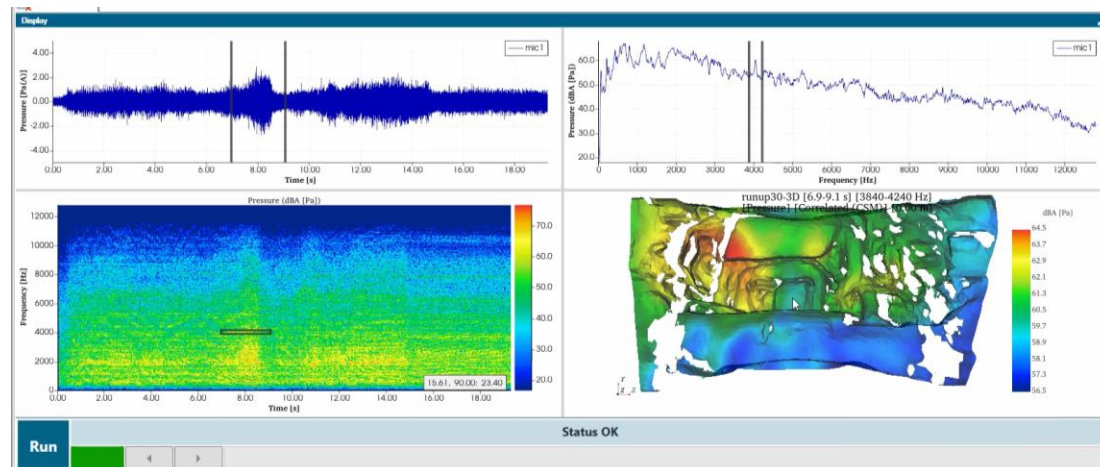 Display
mic1
4.00
2.00
0.00
-2.00
-4.00
Pressure [Pa(A)]
0.00 2.00 4.00 6.00 8.00 10.00 12.00 14.00 16.00 18.00
Time [s]
mic1
60.0
50.0
40.0
30.0
20.0
Pressure (dBA [Pa])
0 1000 2000 3000 4000 5000 6000 7000 8000 9000 10000 11000 12000
Frequency [Hz]
Pressure (dBA [Pa])
12000
10000
8000
6000
4000
2000
0
Frequency [Hz]
0.00 2.00 4.00 6.00 8.00 10.00 12.00 14.00 16.00 18.00
Time [s]
15.61, 90.00: 23.40
70.0
60.0
50.0
40.0
30.0
20.0
runup30-3D [6.9-9.1 s] [3840-4240 Hz]
[Pressure] [Correlated (CSM)]
dBA [Pa]
64.5
63.7
62.9
62.1
61.3
60.5
59.7
58.9
58.1
57.3
56.5
Y
Z X
Run
Status OK